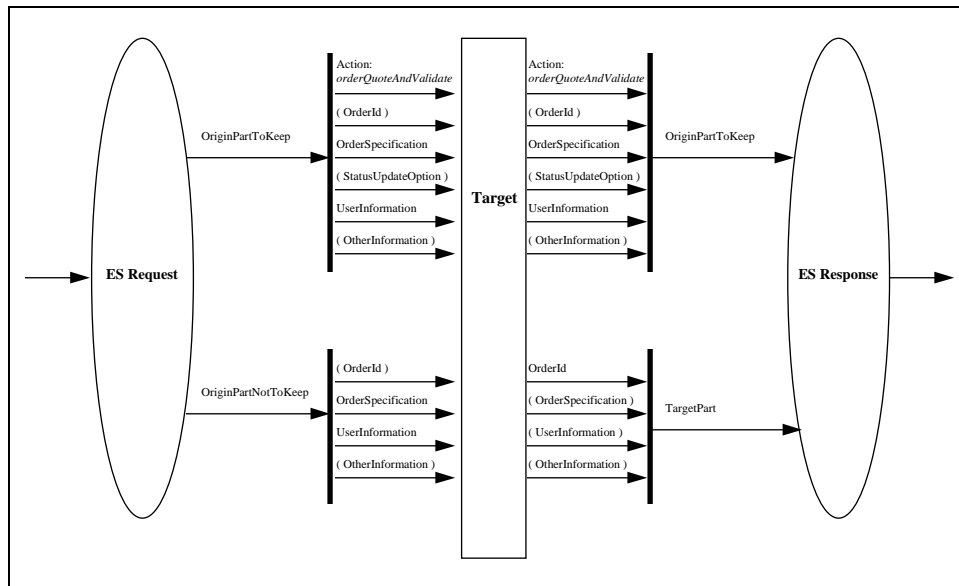 Action:
orderQuoteAndValidate
( OrderId )
OriginPartToKeep
OrderSpecification
( StatusUpdateOption )
UserInformation
( OtherInformation )
Target
Action:
orderQuoteAndValidate
( OrderId )
OrderSpecification
OriginPartToKeep
( StatusUpdateOption )
UserInformation
( OtherInformation )
ES Request
ES Response
( OrderId )
OriginPartNotToKeep
OrderSpecification
UserInformation
( OtherInformation )
OrderId
( OrderSpecification )
TargetPart
( UserInformation )
( OtherInformation )